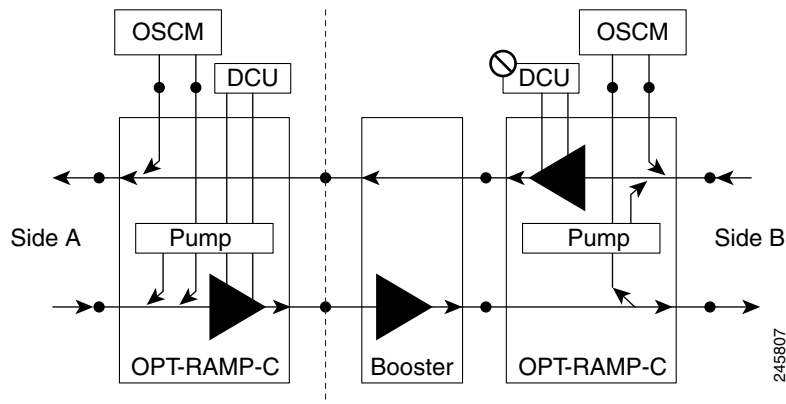 OSCM
OSCM
DCU
DCU
Side A
Pump
Pump
Side B
OPT-RAMP-C
Booster
OPT-RAMP-C
245807